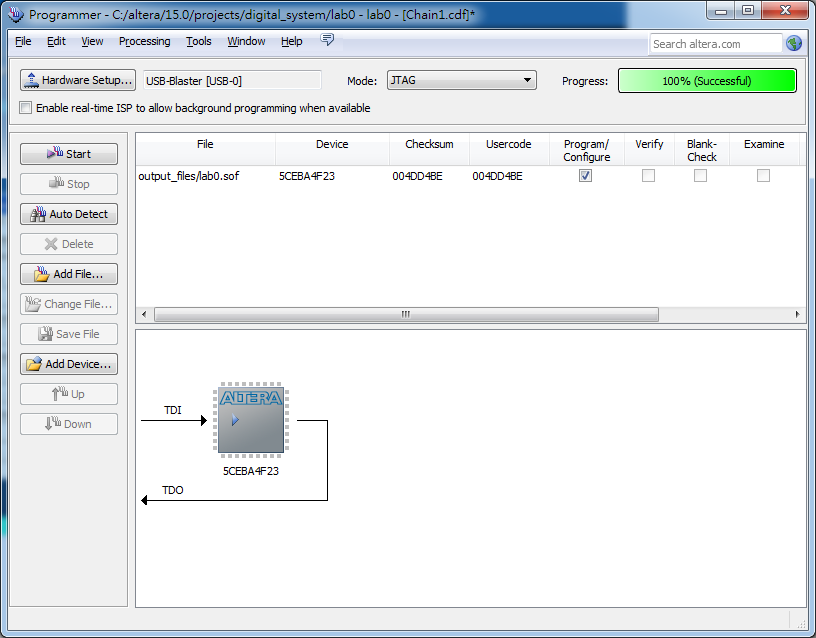 Programmer - C:/altera/15.0/projects/digital_system/lab0 - lab0 - [Chain1.cdf]*
File Edit View Processing Tools Window Help
Search altera.com
Hardware Setup... USB-Blaster [USB-0] Mode: JTAG Progress: 100% (Successful)
Enable real-time ISP to allow background programming when available
Start
Stop
Auto Detect
Delete
Add File...
Change File...
Save File
Add Device...
Up
Down
File Device Checksum Usercode Program/ Verify Blank- Examine
Configure Check
output_files/lab0.sof 5CEBA4F23 004DD4BE 004DD4BE
TDI
ALTERA
5CEBA4F23
TDO